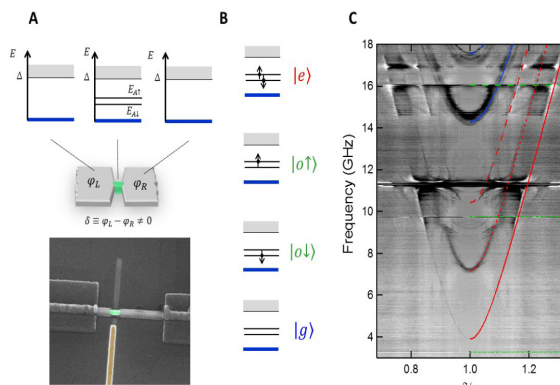 A
B
C
E
E
E
Δ
Δ
Δ
E_A↑
E_A↓
φ_L
φ_R
δ ≡ φ_L − φ_R ≠ 0
|e⟩
|o↑⟩
|o↓⟩
|g⟩
Frequency (GHz)
18
16
14
12
10
8
6
4
0.8
1.0
1.2